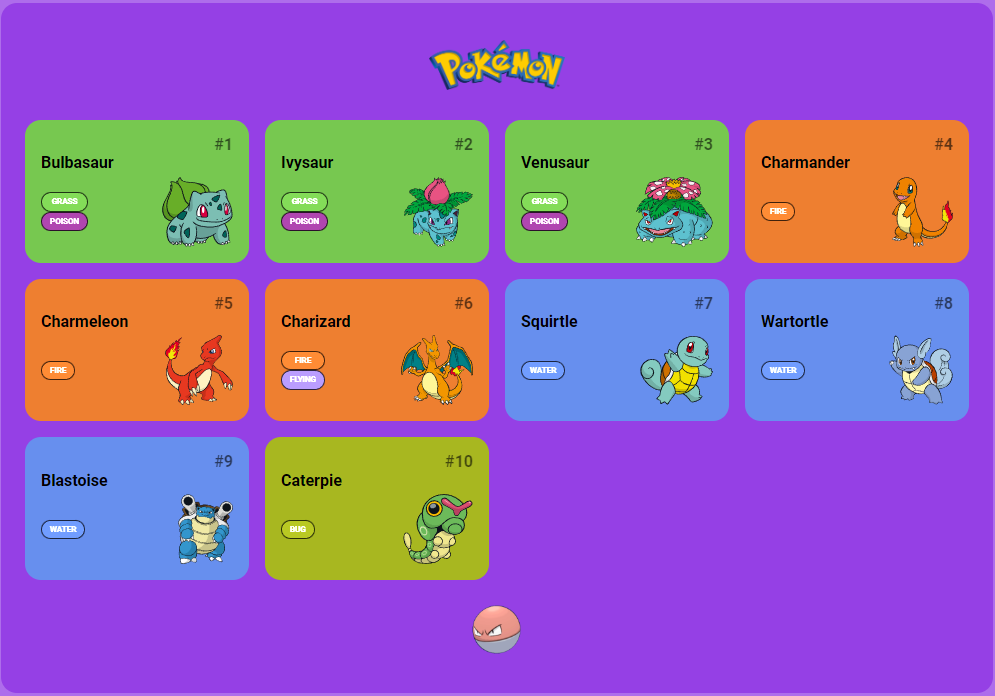 POKéMON
#1
Bulbasaur
GRASS
POISON
#2
Ivysaur
GRASS
POISON
#3
Venusaur
GRASS
POISON
#4
Charmander
FIRE
#5
Charmeleon
FIRE
#6
Charizard
FIRE
FLYING
#7
Squirtle
WATER
#8
Wartortle
WATER
#9
Blastoise
WATER
#10
Caterpie
BUG